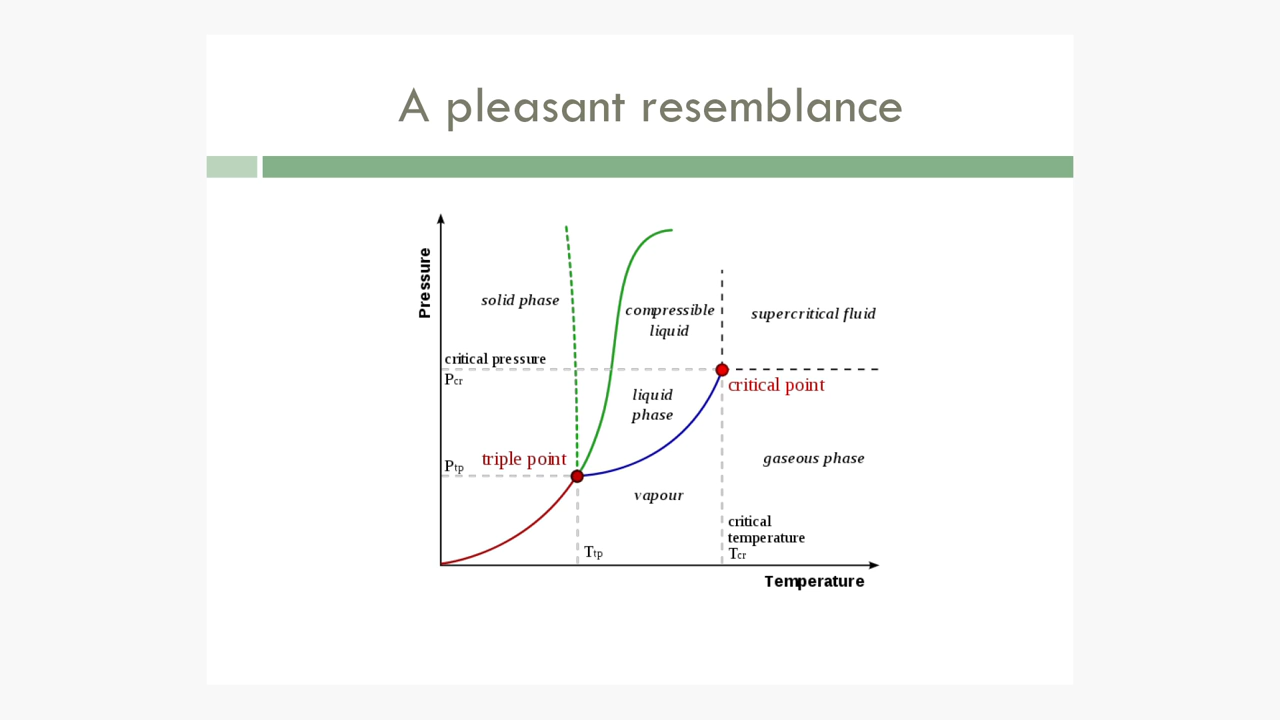 A pleasant resemblance
Pressure
solid phase
compressible
liquid
supercritical fluid
critical pressure
Pcr
critical point
liquid
phase
Ptp
triple point
gaseous phase
vapour
critical
temperature
Ttp
Tcr
Temperature